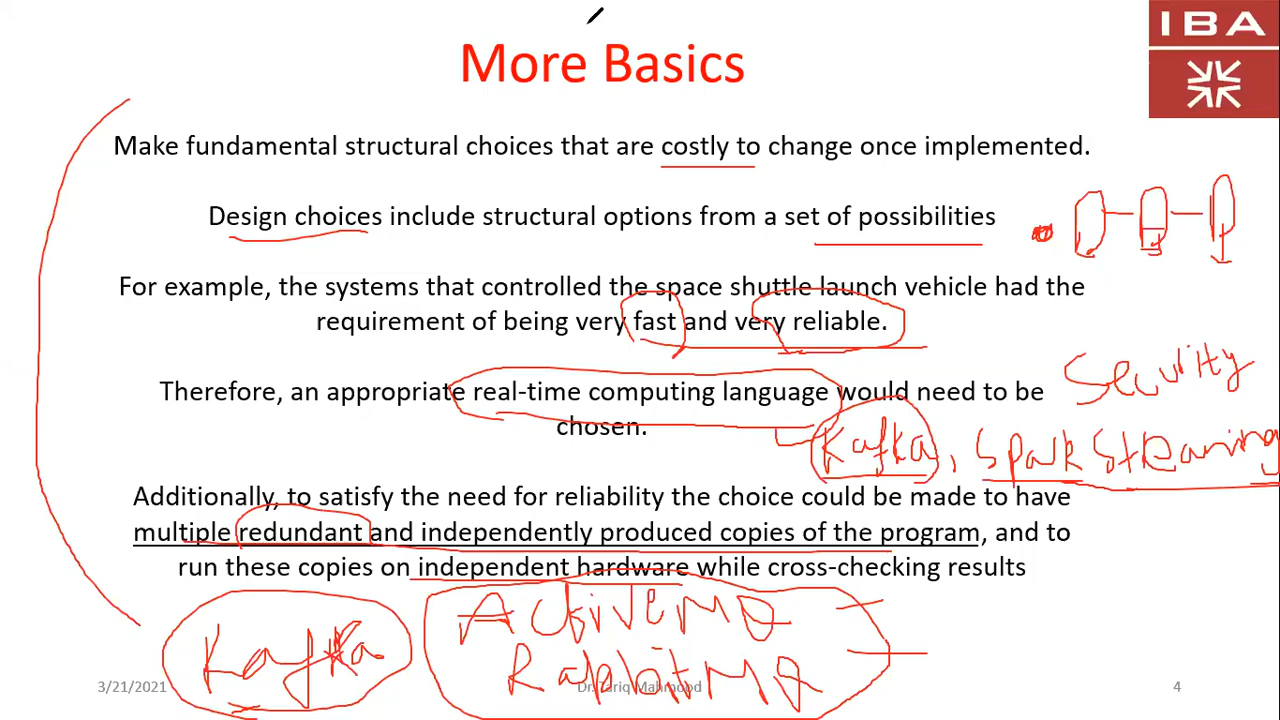 IBA
More Basics
Make fundamental structural choices that are costly to change once implemented.
Design choices include structural options from a set of possibilities
For example, the systems that controlled the space shuttle launch vehicle had the
requirement of being very fast and very reliable.
Security
Therefore, an appropriate real-time computing language would need to be
chosen.
Kafka, Spark Streaming
Additionally, to satisfy the need for reliability the choice could be made to have
multiple redundant and independently produced copies of the program, and to
run these copies on independent hardware while cross-checking results
Kafka
ActiveMQ
RabbitMQ
3/21/2021
Dr. Tariq Mahmood
4